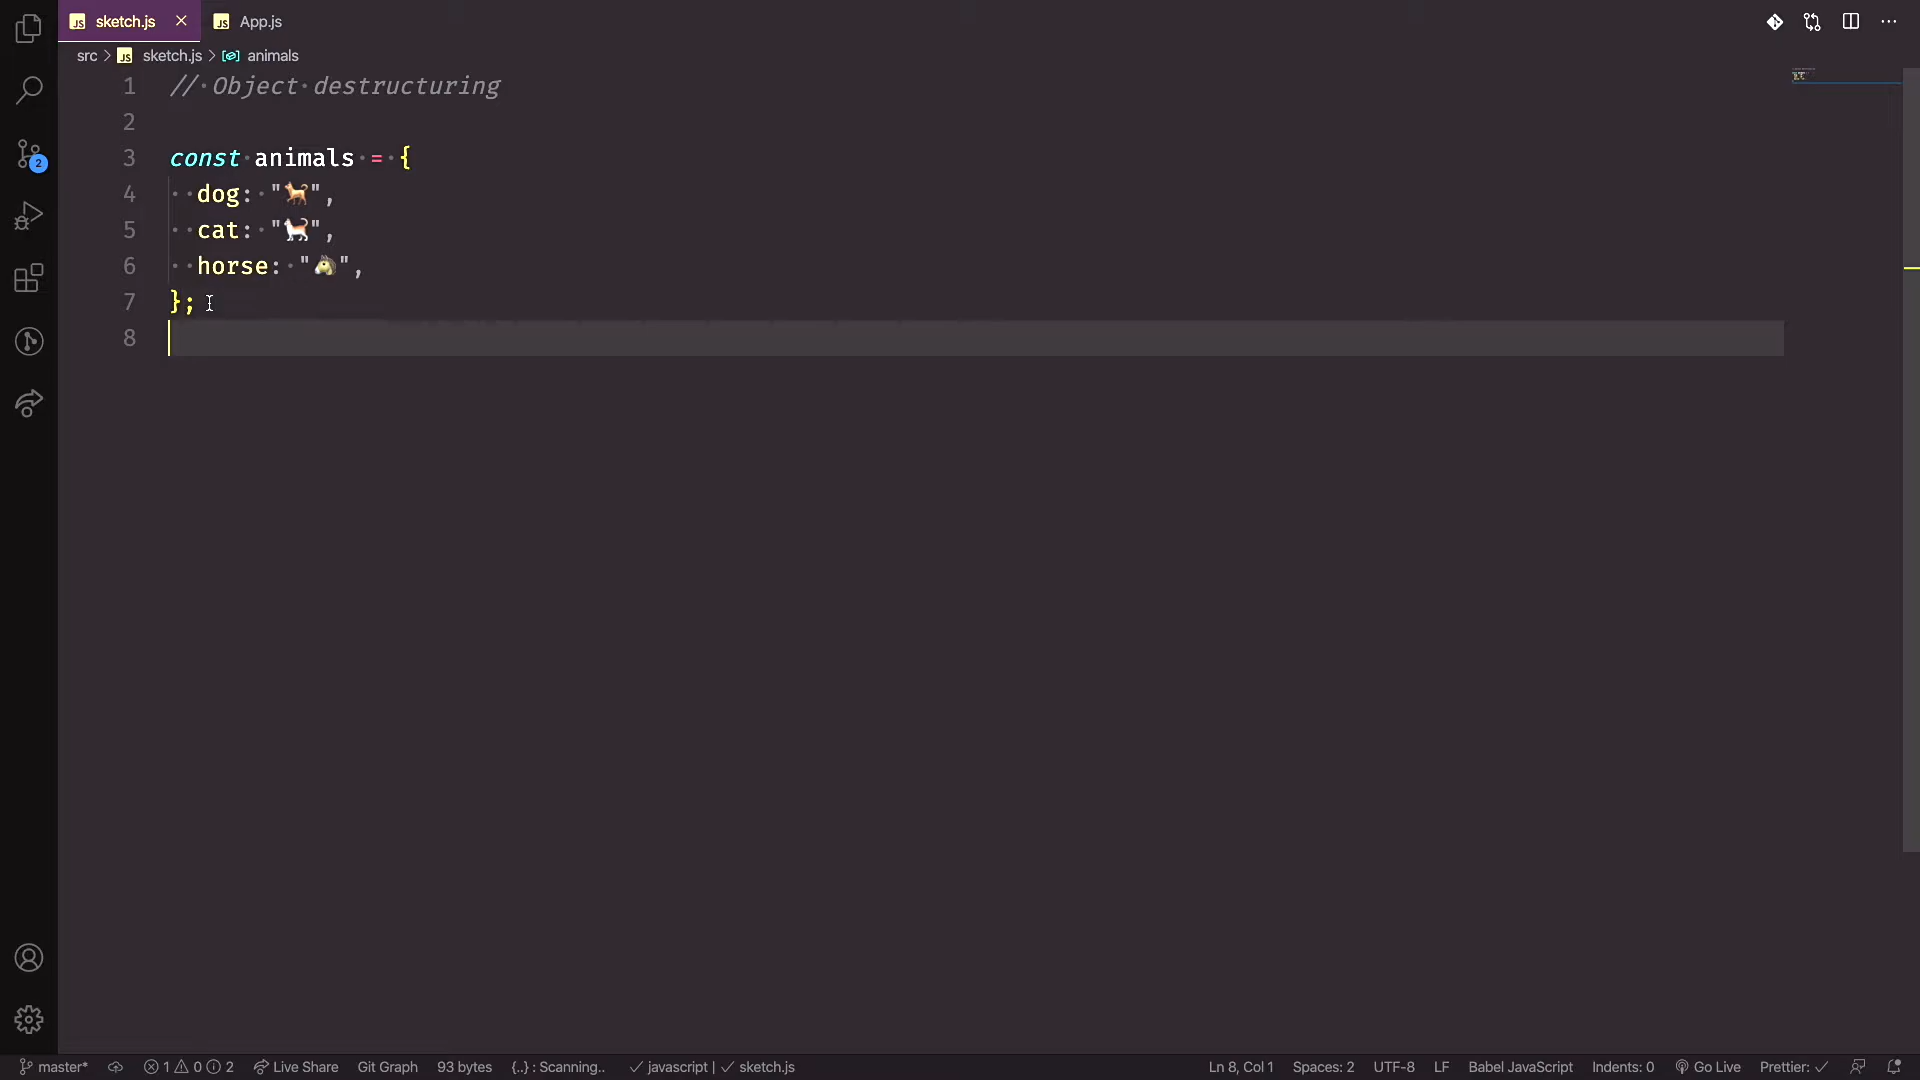 sketch.js
App.js
src > sketch.js > animals
1 // Object destructuring
2
3 const animals = {
4 dog: "🐕",
5 cat: "🐈",
6 horse: "🐴",
7 };
8
2
master* 1 0 2 Live Share Git Graph 93 bytes {..} : Scanning.. ✓ javascript | ✓ sketch.js Ln 8, Col 1 Spaces: 2 UTF-8 LF Babel JavaScript Indents: 0 Go Live Prettier: ✓